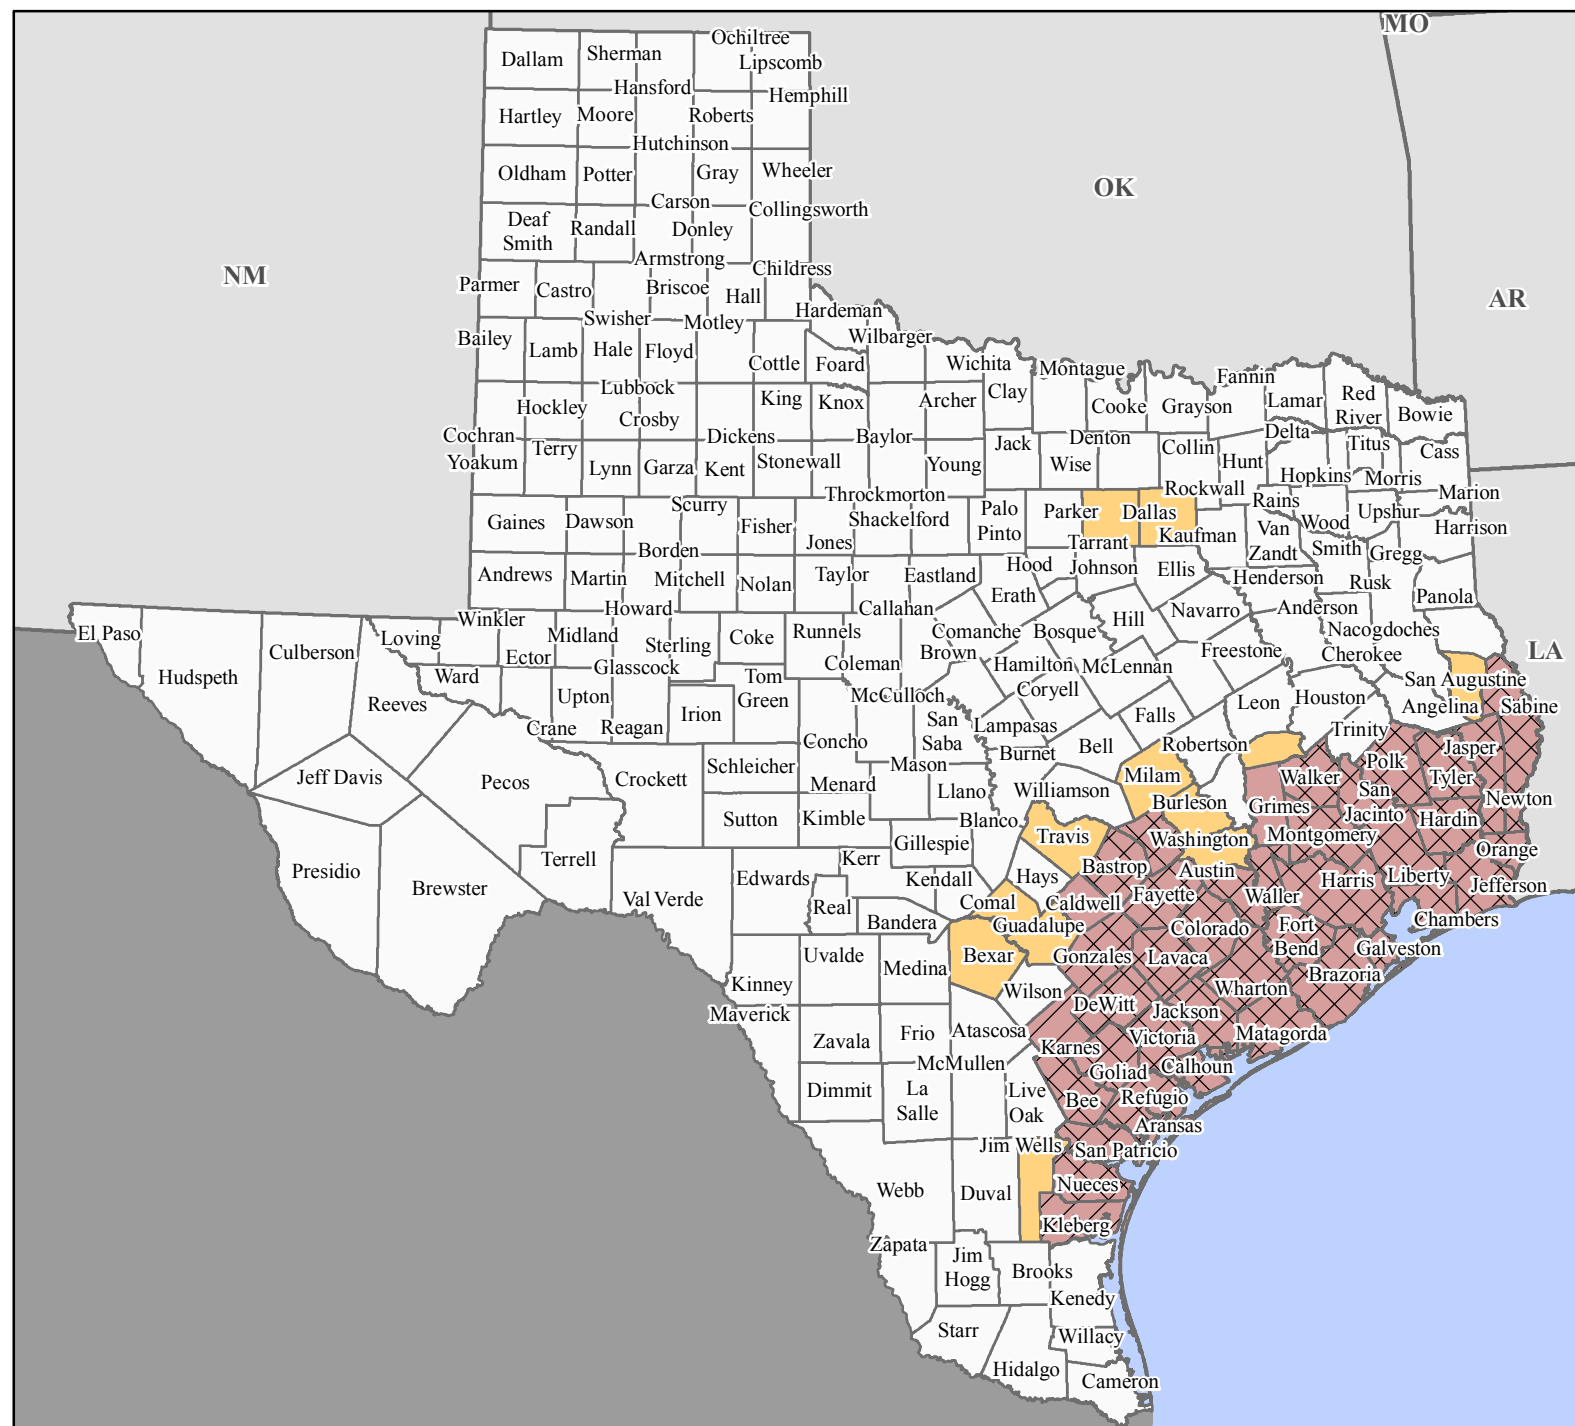 MO
Ochiltree
Dallam
Sherman
Lipscomb
Hansford
Hemphill
Hartley
Moore
Roberts
Hutchinson
Oldham
Potter
Gray
Wheeler
OK
Carson
Collingsworth
Deaf
Smith
Randall
Donley
Armstrong
Childress
NM
Parmer
Castro
Briscoe
Hall
AR
Hardeman
Swisher
Motley
Bailey
Wilbarger
Lamb
Hale
Floyd
Cottle
Foard
Wichita
Montague
Fannin
Lubbock
Clay
King
Knox
Archer
Cooke
Grayson
Lamar
Red
River
Bowie
Hockley
Crosby
Cochran
Dickens
Baylor
Denton
Delta
Jack
Collin
Titus
Cass
Yoakum
Terry
Lynn
Garza
Kent
Stonewall
Young
Wise
Hunt
Hopkins
Morris
Throckmorton
Rockwall
Marion
Scurry
Rains
Gaines
Dawson
Fisher
Shackelford
Palo
Pinto
Parker
Dallas
Wood
Upshur
Harrison
Van
Zandt
Kaufman
Jones
Tarrant
Borden
Smith
Gregg
Andrews
Martin
Mitchell
Nolan
Taylor
Eastland
Hood
Johnson
Ellis
Henderson
Rusk
Panola
Howard
Callahan
Erath
Navarro
Anderson
Winkler
El Paso
Loving
Midland
Sterling
Coke
Runnels
Comanche
Bosque
Hill
Nacogdoches
Culberson
Ector
Glasscock
Coleman
Brown
Hamilton
McLennan
Freestone
Cherokee
LA
Hudspeth
Ward
Tom
Green
San Augustine
Reeves
Upton
Irion
McCulloch
Coryell
Leon
Houston
Angelina
Sabine
Crane
Reagan
San
Saba
Lampasas
Falls
Trinity
Concho
Burnet
Bell
Robertson
Jasper
Jeff Davis
Pecos
Crockett
Schleicher
Menard
Mason
Llano
Williamson
Milam
Walker
Polk
Tyler
San
Jacinto
Newton
Burleson
Grimes
Sutton
Kimble
Blanco
Hardin
Travis
Washington
Montgomery
Gillespie
Orange
Terrell
Kerr
Presidio
Brewster
Edwards
Kendall
Hays
Bastrop
Austin
Harris
Liberty
Jefferson
Val Verde
Real
Comal
Caldwell
Fayette
Waller
Bandera
Guadalupe
Colorado
Fort
Bend
Chambers
Uvalde
Medina
Bexar
Gonzales
Lavaca
Galveston
Kinney
Wilson
Wharton
Brazoria
Maverick
DeWitt
Jackson
Zavala
Frio
Atascosa
Karnes
Victoria
Matagorda
McMullen
Goliad
Calhoun
Dimmit
La
Salle
Live
Oak
Bee
Refugio
Aransas
Jim Wells
San Patricio
Webb
Duval
Nueces
Kleberg
Zapata
Jim
Hogg
Brooks
Kenedy
Starr
Willacy
Hidalgo
Cameron